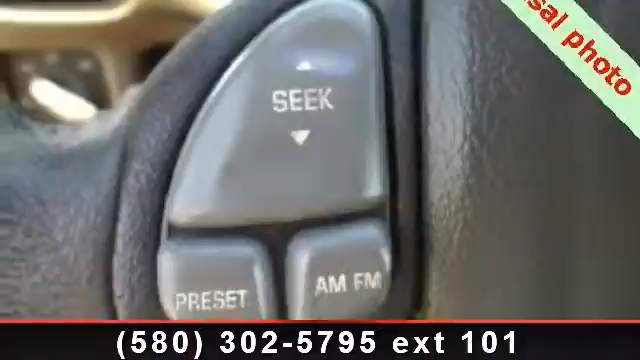 sal photo
SEEK
PRESET
AM FM
(580) 302-5795 ext 101